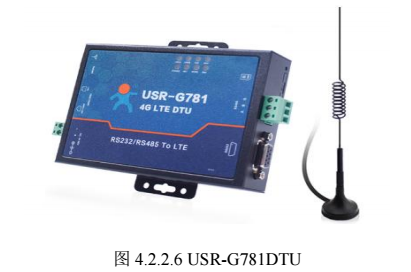 USR-G781
4G LTE DTU
RS232/RS485 To LTE
图 4.2.2.6 USR-G781DTU